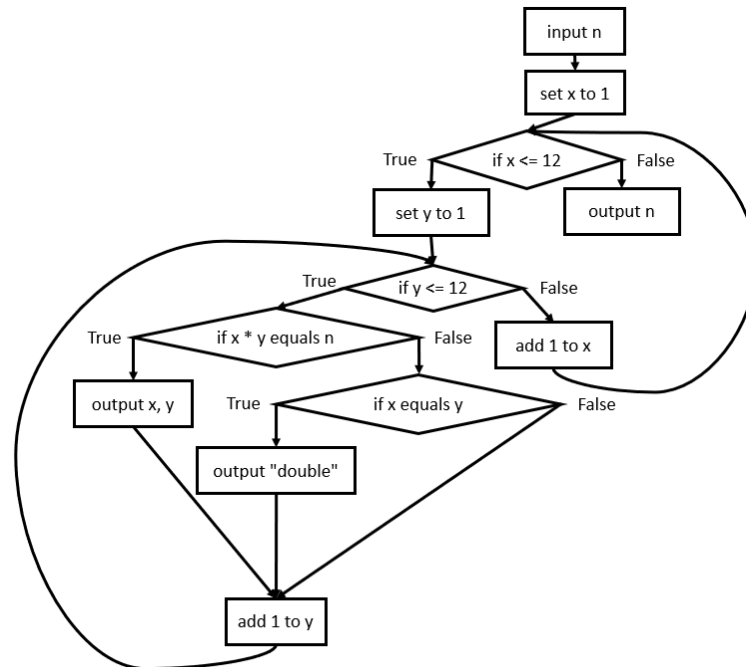 input n
set x to 1
True
if x <= 12
False
set y to 1
output n
True
if y <= 12
False
True
if x * y equals n
False
add 1 to x
output x, y
True
if x equals y
False
output "double"
add 1 to y